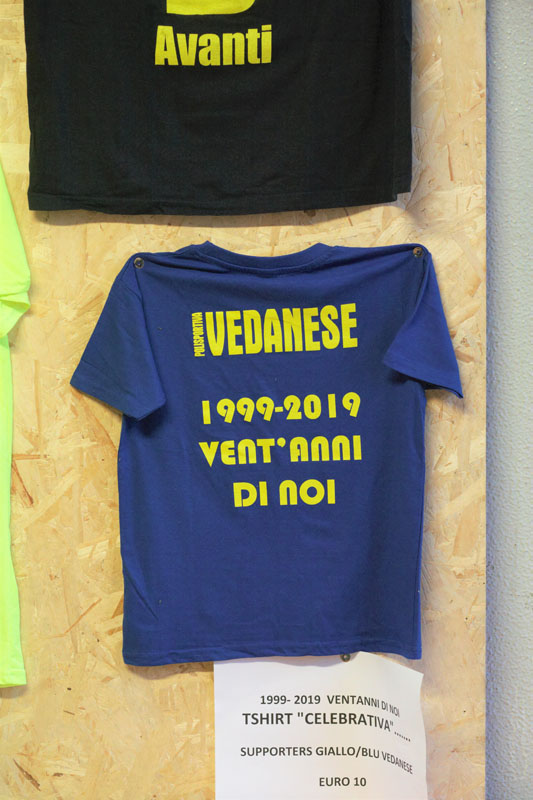 Avanti
POLISPORTIVA
VEDANESE
1999-2019
VENT'ANNI
DI NOI
1999- 2019 VENTANNI DI NOI
TSHIRT "CELEBRATIVA".......
SUPPORTERS GIALLO/BLU VEDANESE
EURO 10